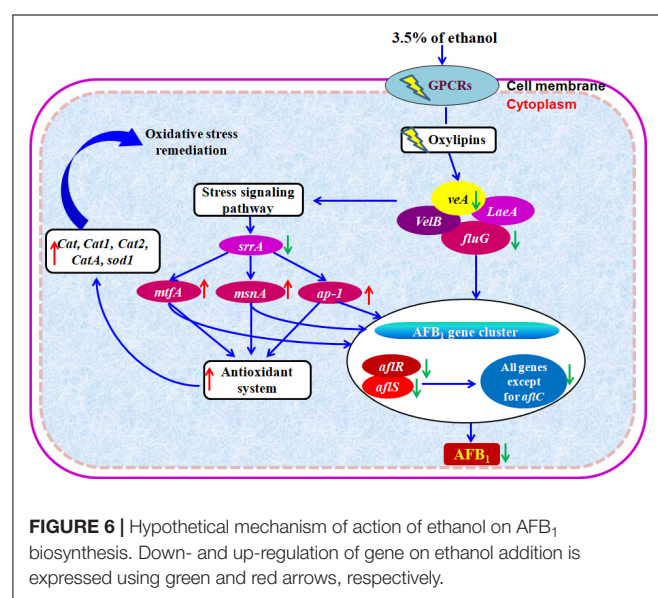 3.5% of ethanol
GPCRs
Cell membrane
Cytoplasm
Oxylipins
Oxidative stress
remediation
Stress signaling
pathway
veA
VelB
LaeA
fluG
srrA
Cat, Cat1, Cat2,
CatA, sod1
mtfA
msnA
ap-1
AFB₁ gene cluster
Antioxidant
system
aflR
aflS
All genes
except
for aflC
AFB₁
FIGURE 6 | Hypothetical mechanism of action of ethanol on AFB₁
biosynthesis. Down- and up-regulation of gene on ethanol addition is
expressed using green and red arrows, respectively.